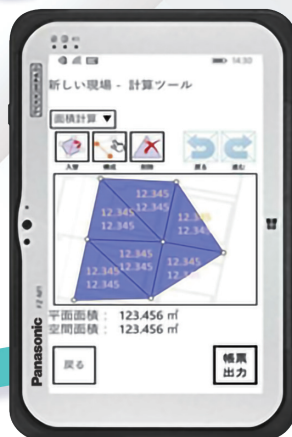 14:30
新しい現場 - 計算ツール
面積計算 ▼
入替 構成 削除 戻る 進む
12.345
12.345
12.345
12.345
12.345
12.345
12.345
12.345
12.345
12.345
平面面積： 123.456 ㎡
空間面積： 123.456 ㎡
戻る
帳票
出力
Panasonic FZ-M1
TOUGHPAD